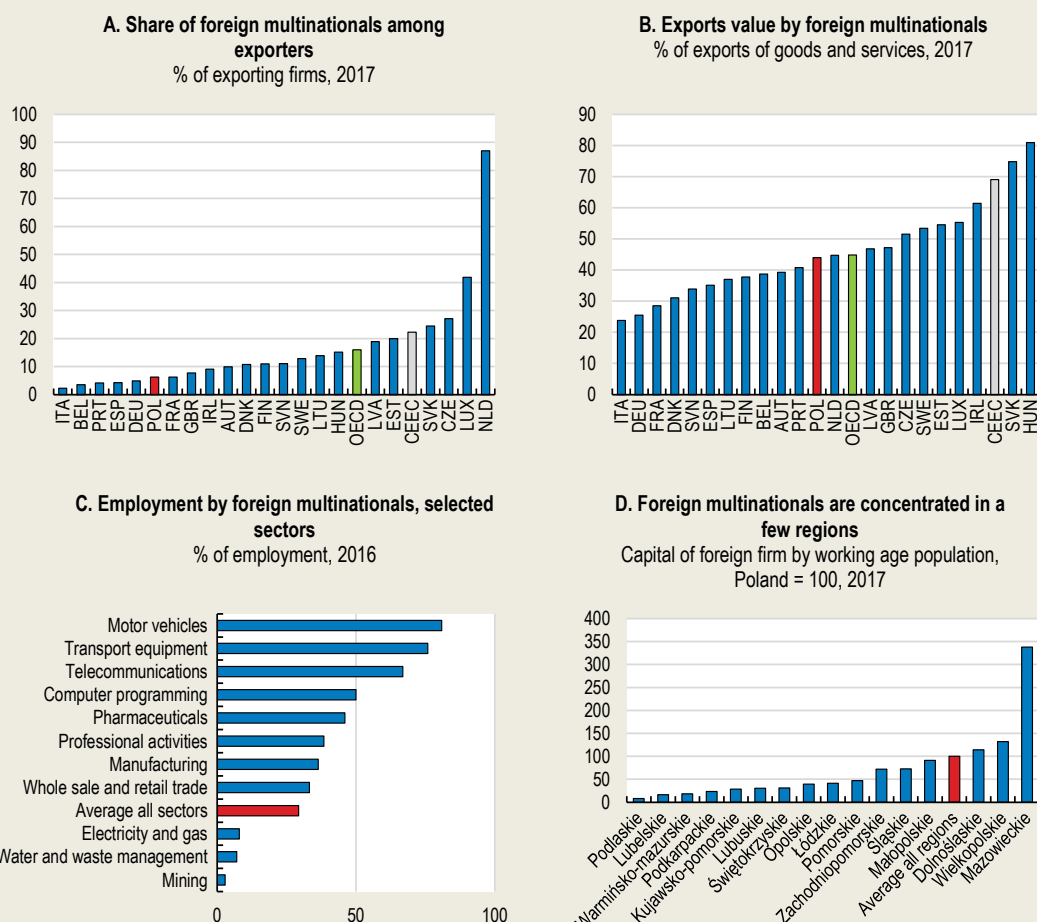 A. Share of foreign multinationals among
exporters
% of exporting firms, 2017
100
90
80
70
60
50
40
30
20
10
0
ITA
BEL
PRT
ESP
DEU
POL
FRA
GBR
IRL
AUT
DNK
FIN
SVN
SWE
LTU
HUN
OECD
LVA
EST
CEEC
SVK
CZE
LUX
NLD
B. Exports value by foreign multinationals
% of exports of goods and services, 2017
90
80
70
60
50
40
30
20
10
0
ITA
DEU
FRA
DNK
SVN
ESP
LTU
FIN
BEL
AUT
PRT
POL
NLD
OECD
LVA
GBR
CZE
SWE
EST
LUX
IRL
CEEC
SVK
HUN
C. Employment by foreign multinationals, selected
sectors
% of employment, 2016
Motor vehicles
Transport equipment
Telecommunications
Computer programming
Pharmaceuticals
Professional activities
Manufacturing
Whole sale and retail trade
Average all sectors
Electricity and gas
Water and waste management
Mining
0
50
100
D. Foreign multinationals are concentrated in a
few regions
Capital of foreign firm by working age population,
Poland = 100, 2017
400
350
300
250
200
150
100
50
0
Podlaskie
Lubelskie
Warmińsko-mazurskie
Podkarpackie
Kujawsko-pomorskie
Lubuskie
Świętokrzyskie
Opolskie
Łódzkie
Pomorskie
Zachodniopomorskie
Śląskie
Małopolskie
Average all regions
Dolnośląskie
Wielkopolskie
Mazowieckie